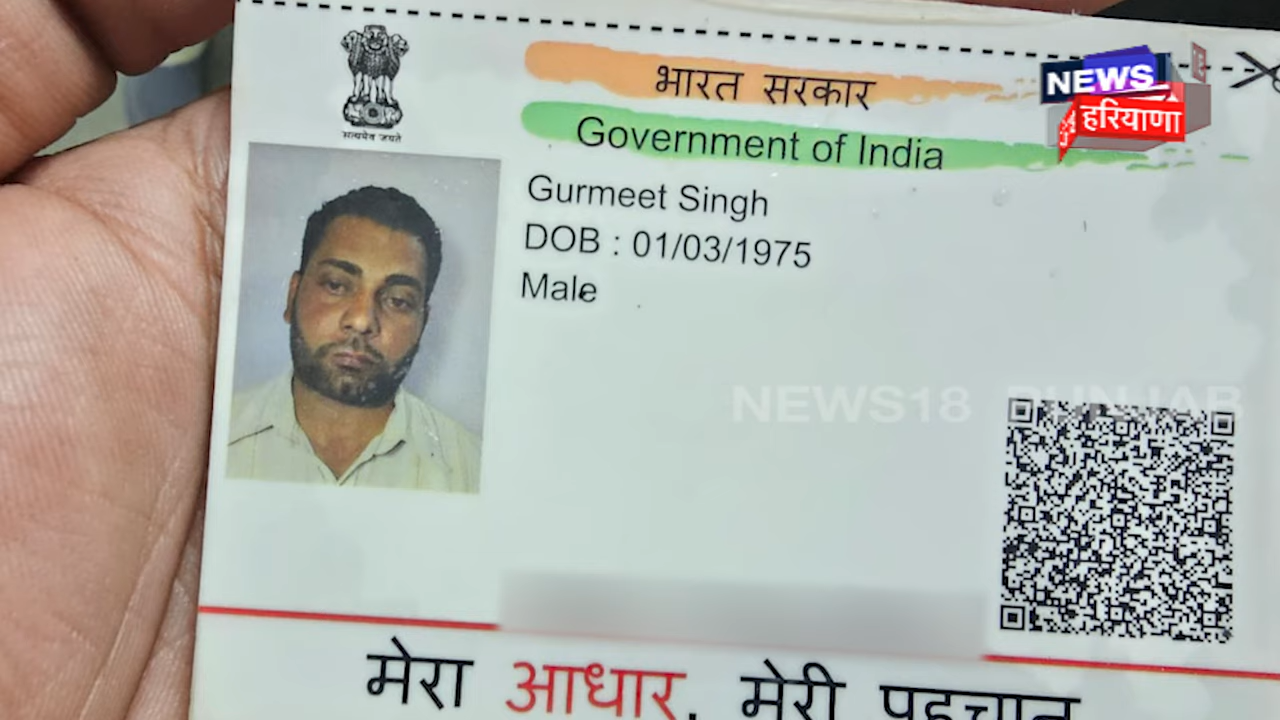 सत्यमेव जयते
भारत सरकार
Government of India
NEWS
18
हरियाणा
Gurmeet Singh
DOB : 01/03/1975
Male
NEWS18 PUNJAB
मेरा आधार, मेरी पहचान